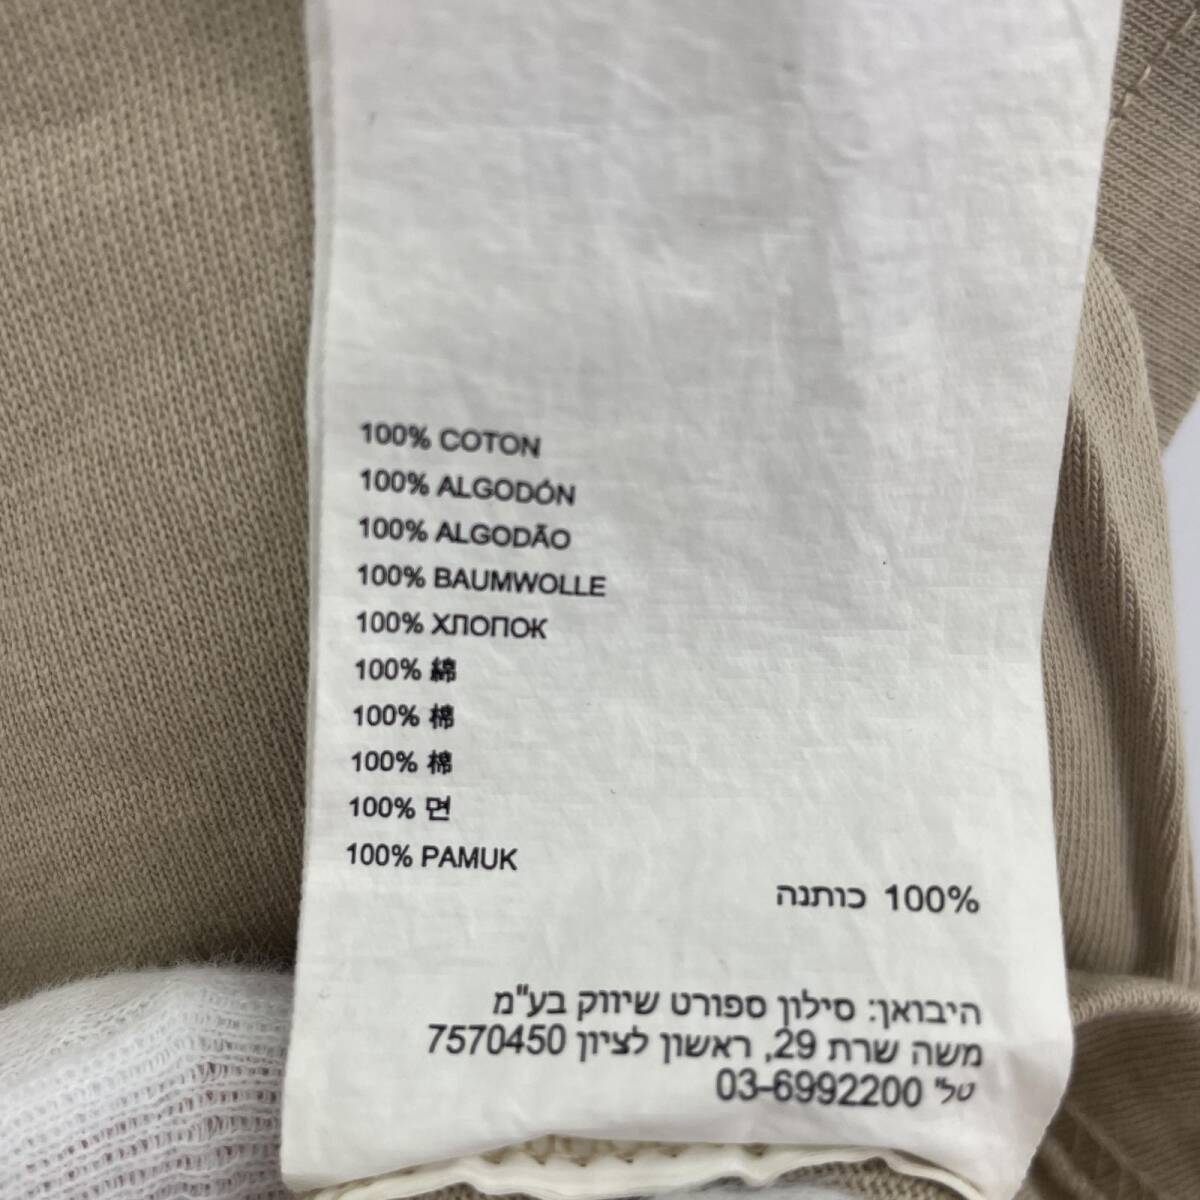 100% COTON
100% ALGODÓN
100% ALGODÃO
100% BAUMWOLLE
100% ХЛОПОК
100% 綿
100% 棉
100% 棉
100% 면
100% PAMUK
100% כותנה
היבואן: סילון ספורט שיווק בע"מ
משה שרת 29, ראשון לציון 7570450
טל' 03-6992200